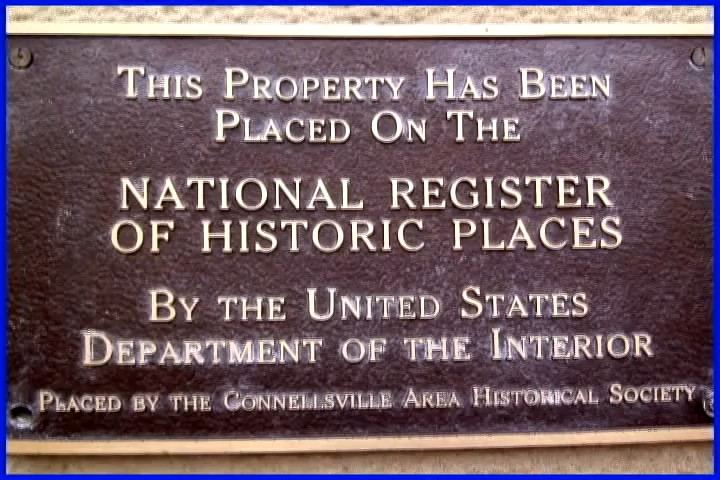 This Property Has Been
Placed On The
NATIONAL REGISTER
OF HISTORIC PLACES
By the United States
Department of the Interior
Placed by the Connellsville Area Historical Society